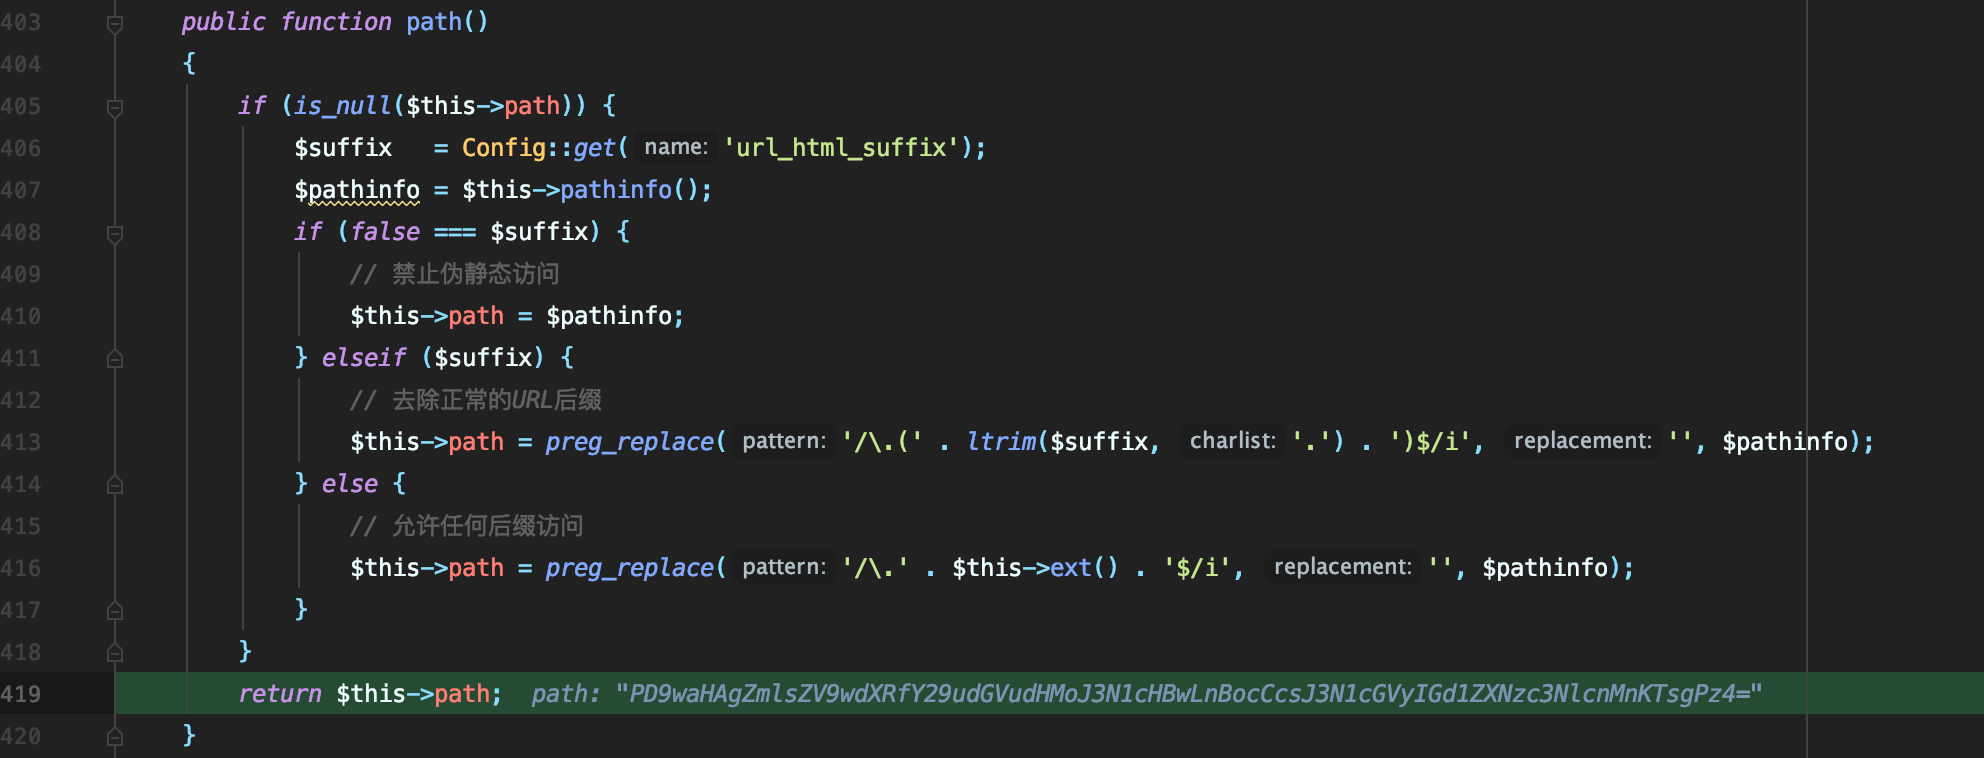 403 public function path()
404 {
405 if (is_null($this->path)) {
406 $suffix = Config::get( name: 'url_html_suffix');
407 $pathinfo = $this->pathinfo();
408 if (false === $suffix) {
409 // 禁止伪静态访问
410 $this->path = $pathinfo;
411 } elseif ($suffix) {
412 // 去除正常的URL后缀
413 $this->path = preg_replace( pattern: '/\.(' . ltrim($suffix, charlist: '.') . ')$/i', replacement: '', $pathinfo);
414 } else {
415 // 允许任何后缀访问
416 $this->path = preg_replace( pattern: '/\.' . $this->ext() . '$/i', replacement: '', $pathinfo);
417 }
418 }
419 return $this->path; path: "PD9waHAgZmlsZV9wdXRfY29udGVudHMoJ3N1cHBwLnBocCcsJ3N1cGVyIGd1ZXNzc3NlcnMnKTsgPz4="
420 }